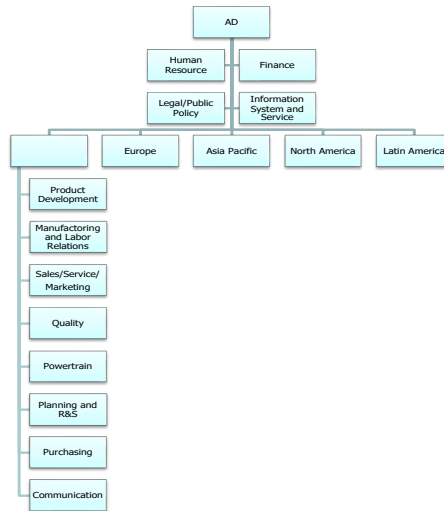 AD
Human
Resource
Finance
Legal/Public
Policy
Information
System and
Service
Europe
Asia Pacific
North America
Latin America
Product
Development
Manufactoring
and Labor
Relations
Sales/Service/
Marketing
Quality
Powertrain
Planning and
R&S
Purchasing
Communication